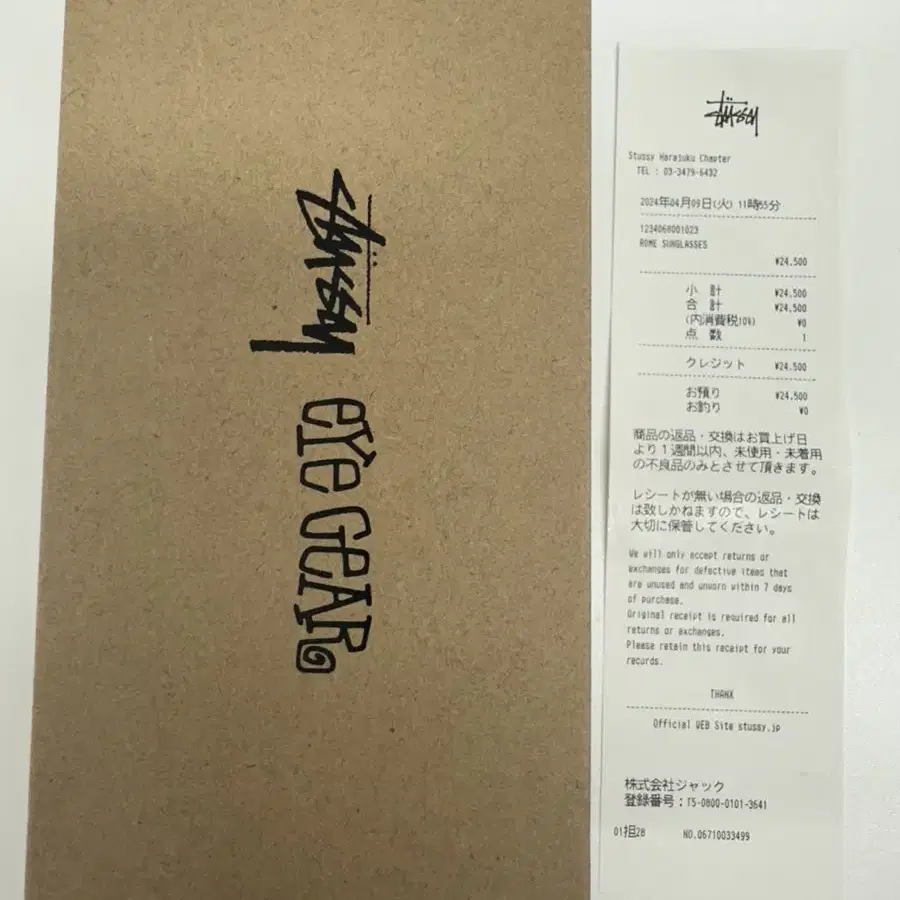 Stüssy
eye GEAR
Stüssy
Stussy Harajuku Chapter
TEL : 03-3479-6432
2024年04月09日(火) 11時55分
1234068001023
ROME SUNGLASSES
¥24,500
小 計 ¥24,500
合 計 ¥24,500
(内消費税10%) ¥0
点 数 1
クレジット ¥24,500
お預り ¥24,500
お釣り ¥0
商品の返品・交換はお買上げ日
より1週間以内、未使用・未着用
の不良品のみとさせて頂きます。
レシートが無い場合の返品・交換
は致しかねますので、レシートは
大切に保管してください。
We will only accept returns or
exchanges for defective items that
are unused and unworn within 7 days
of purchase.
Original receipt is required for all
returns or exchanges.
Please retain this receipt for your
records.
THANX
Official WEB Site stussy.jp
株式会社ジャック
登録番号：T5-0800-0101-3641
01担28 NO.06710033499